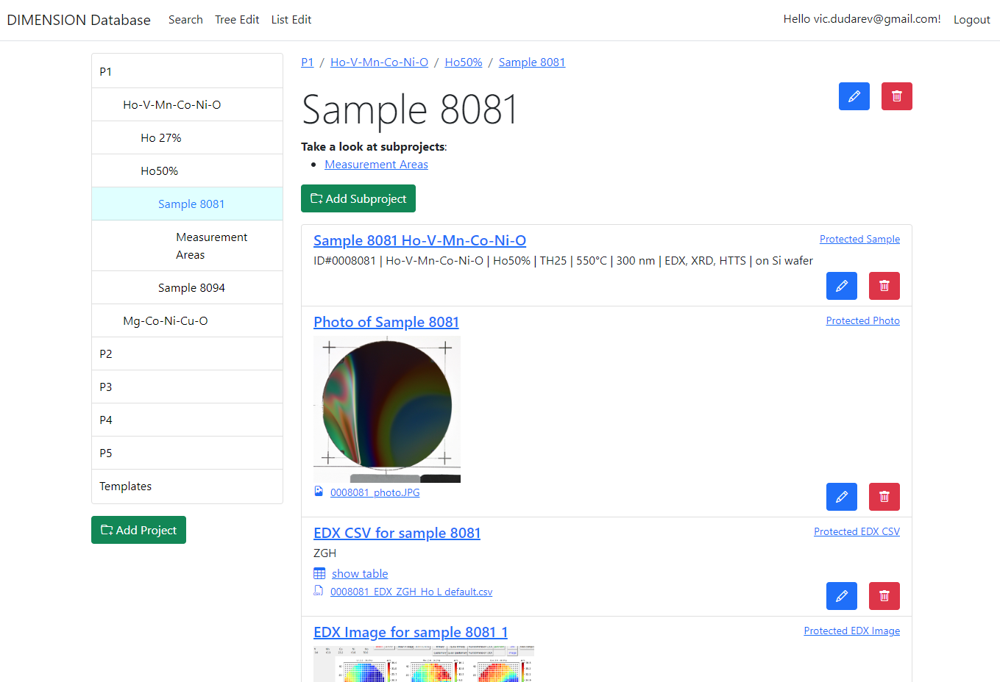 DIMENSION Database Search Tree Edit List Edit Hello vic.dudarev@gmail.com! Logout
P1
Ho-V-Mn-Co-Ni-O
Ho 27%
Ho50%
Sample 8081
Measurement
Areas
Sample 8094
Mg-Co-Ni-Cu-O
P2
P3
P4
P5
Templates
Add Project
P1 / Ho-V-Mn-Co-Ni-O / Ho50% / Sample 8081
Sample 8081
Take a look at subprojects:
Measurement Areas
Add Subproject
Sample 8081 Ho-V-Mn-Co-Ni-O
Protected Sample
ID#0008081 | Ho-V-Mn-Co-Ni-O | Ho50% | TH25 | 550°C | 300 nm | EDX, XRD, HTTS | on Si wafer
Photo of Sample 8081
Protected Photo
0008081_photo.JPG
EDX CSV for sample 8081
Protected EDX CSV
ZGH
show table
0008081_EDX_ZGH_Ho L default.csv
EDX Image for sample 8081 1
Protected EDX Image